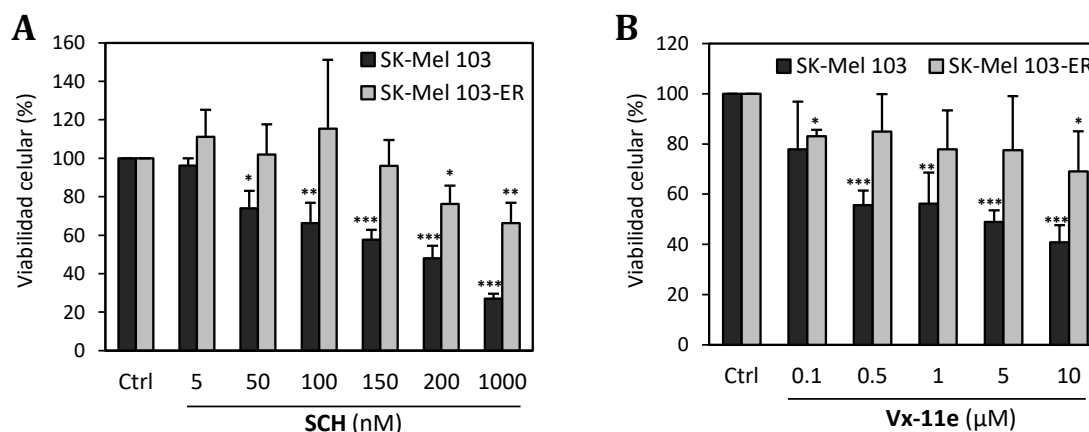 A
Viabilidad celular (%)
160
140
120
100
80
60
40
20
0
SK-Mel 103
SK-Mel 103-ER
*
**
***
***
*
***
**
Ctrl 5 50 100 150 200 1000
SCH (nM)
B
Viabilidad celular (%)
120
100
80
60
40
20
0
SK-Mel 103 SK-Mel 103-ER
*
***
**
***
***
*
Ctrl 0.1 0.5 1 5 10
Vx-11e (µM)